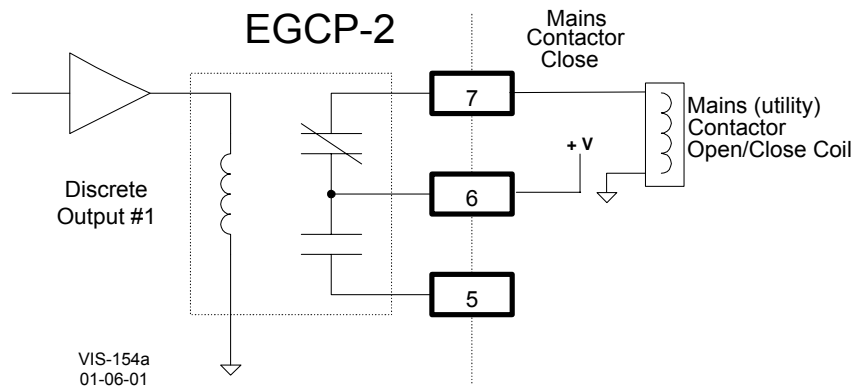 EGCP-2
Mains
Contactor
Close
7
Mains (utility)
Contactor
Open/Close Coil
+ V
6
Discrete
Output #1
5
VIS-154a
01-06-01